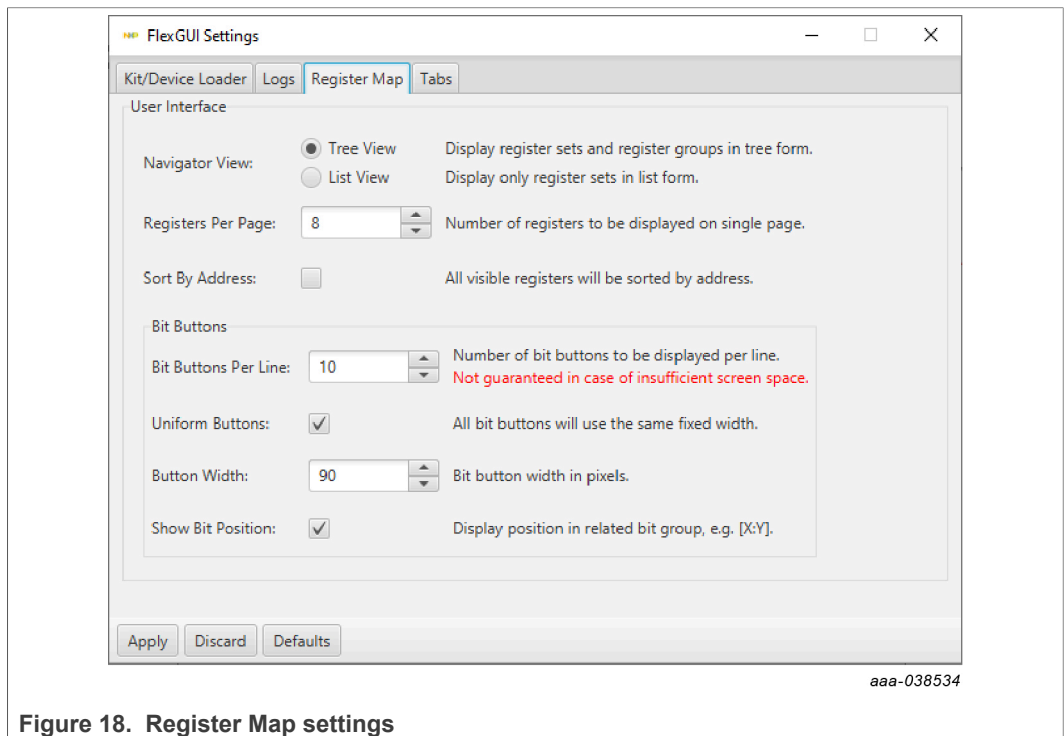 NXP FlexGUI Settings
Kit/Device Loader Logs Register Map Tabs
User Interface
Navigator View:
Tree View Display register sets and register groups in tree form.
List View Display only register sets in list form.
Registers Per Page: 8 Number of registers to be displayed on single page.
Sort By Address: All visible registers will be sorted by address.
Bit Buttons
Bit Buttons Per Line: 10 Number of bit buttons to be displayed per line.
Not guaranteed in case of insufficient screen space.
Uniform Buttons: All bit buttons will use the same fixed width.
Button Width: 90 Bit button width in pixels.
Show Bit Position: Display position in related bit group, e.g. [X:Y].
Apply Discard Defaults
aaa-038534
Figure 18. Register Map settings